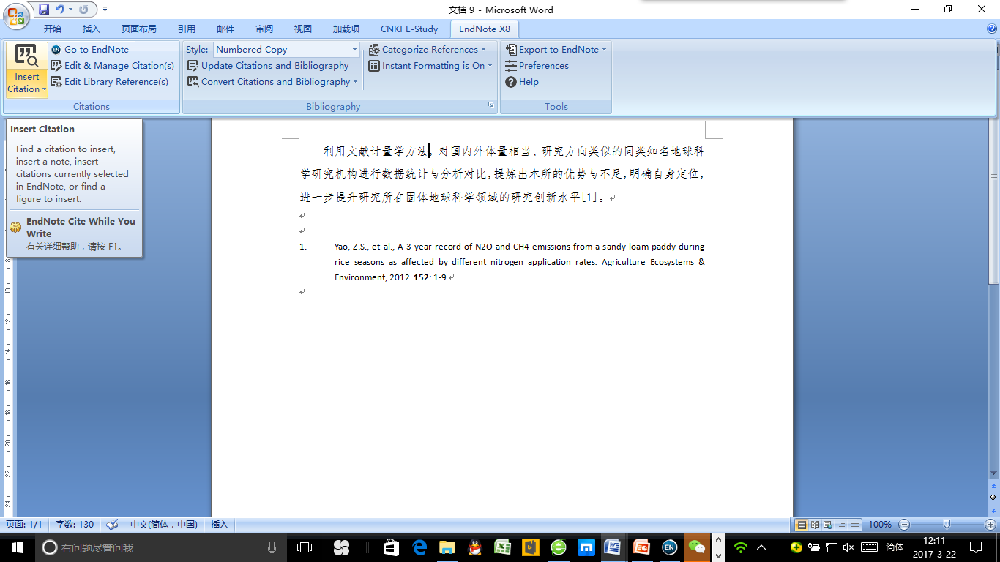 文档 9 - Microsoft Word
开始 插入 页面布局 引用 邮件 审阅 视图 加载项 CNKI E-Study EndNote X8
Insert Citation
Go to EndNote
Edit & Manage Citation(s)
Edit Library Reference(s)
Citations
Style: Numbered Copy
Update Citations and Bibliography
Convert Citations and Bibliography
Categorize References
Instant Formatting is On
Bibliography
Export to EndNote
Preferences
Help
Tools
Insert Citation
Find a citation to insert,
insert a note, insert
citations currently selected
in EndNote, or find a
figure to insert.
EndNote Cite While You
Write
有关详细帮助，请按 F1。
利用文献计量学方法，对国内外体量相当、研究方向类似的同类知名地球科
学研究机构进行数据统计与分析对比，提炼出本所的优势与不足，明确自身定位，
进一步提升研究所在固体地球科学领域的研究创新水平[1]。
1. Yao, Z.S., et al., A 3-year record of N2O and CH4 emissions from a sandy loam paddy during
rice seasons as affected by different nitrogen application rates. Agriculture Ecosystems &
Environment, 2012. 152: 1-9.
8
10
12
14
16
18
20
22
24
页面: 1/1 字数: 130 中文(简体，中国) 插入 100%
有问题尽管问我
简体
12:11
2017-3-22